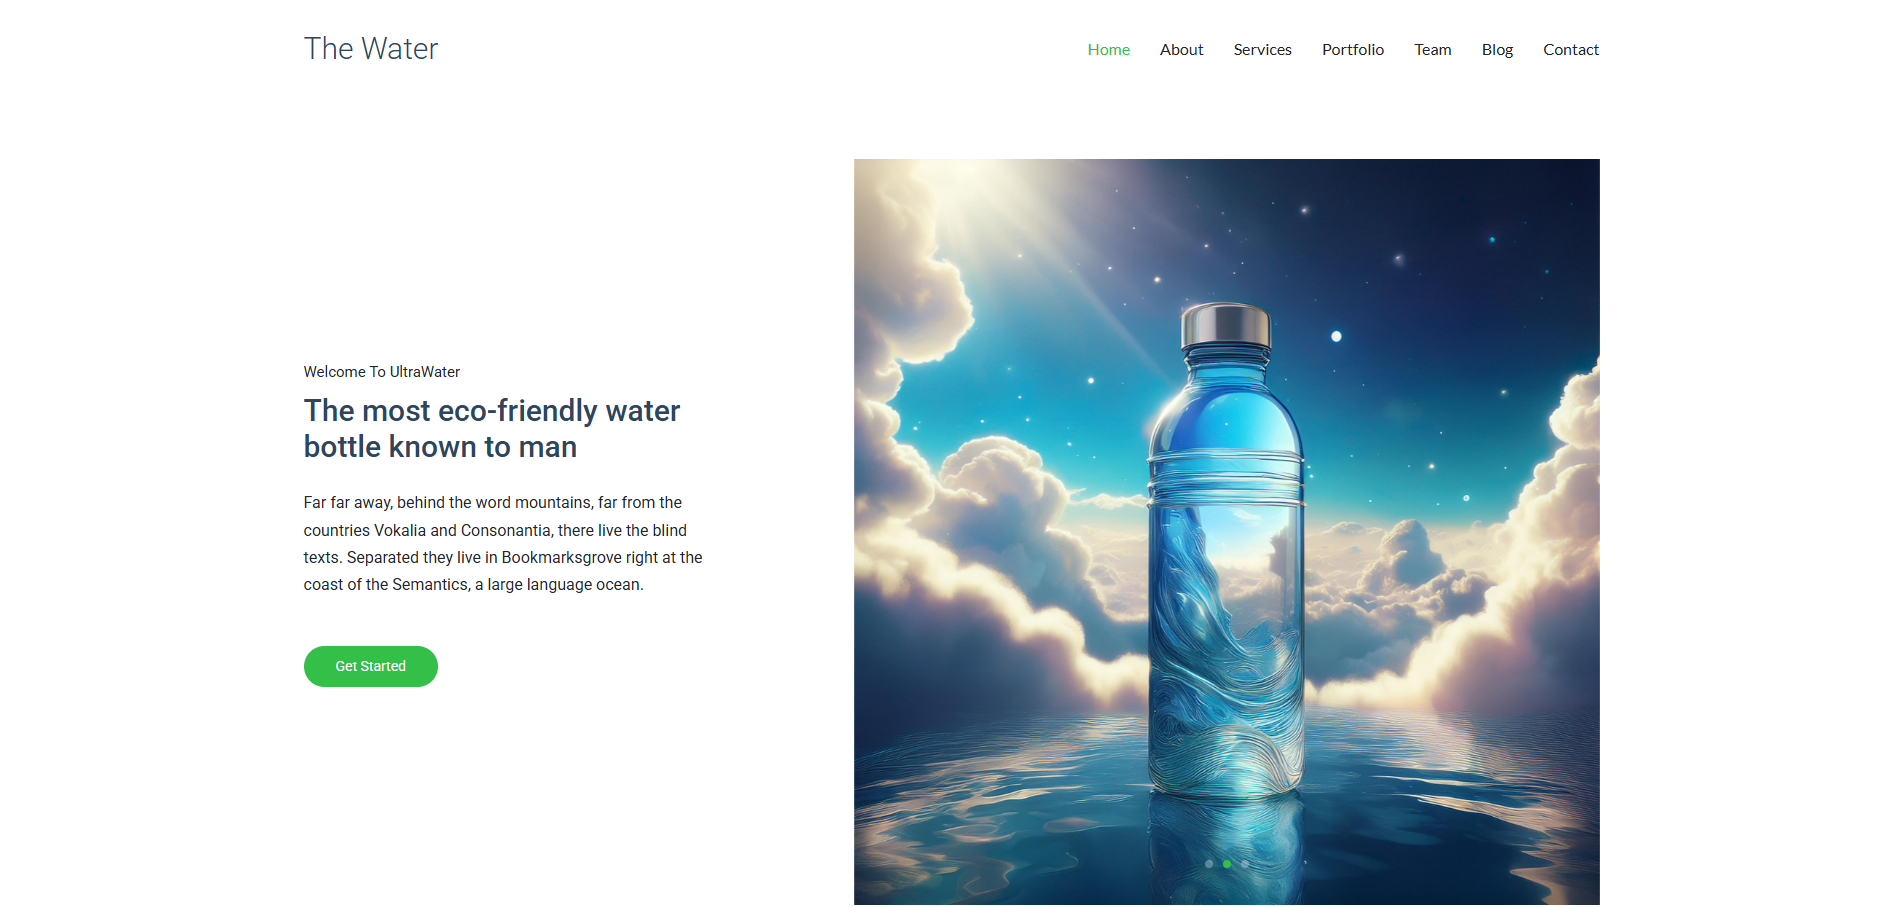 The Water
Home About Services Portfolio Team Blog Contact
Welcome To UltraWater
The most eco-friendly water
bottle known to man
Far far away, behind the word mountains, far from the
countries Vokalia and Consonantia, there live the blind
texts. Separated they live in Bookmarksgrove right at the
coast of the Semantics, a large language ocean.
Get Started